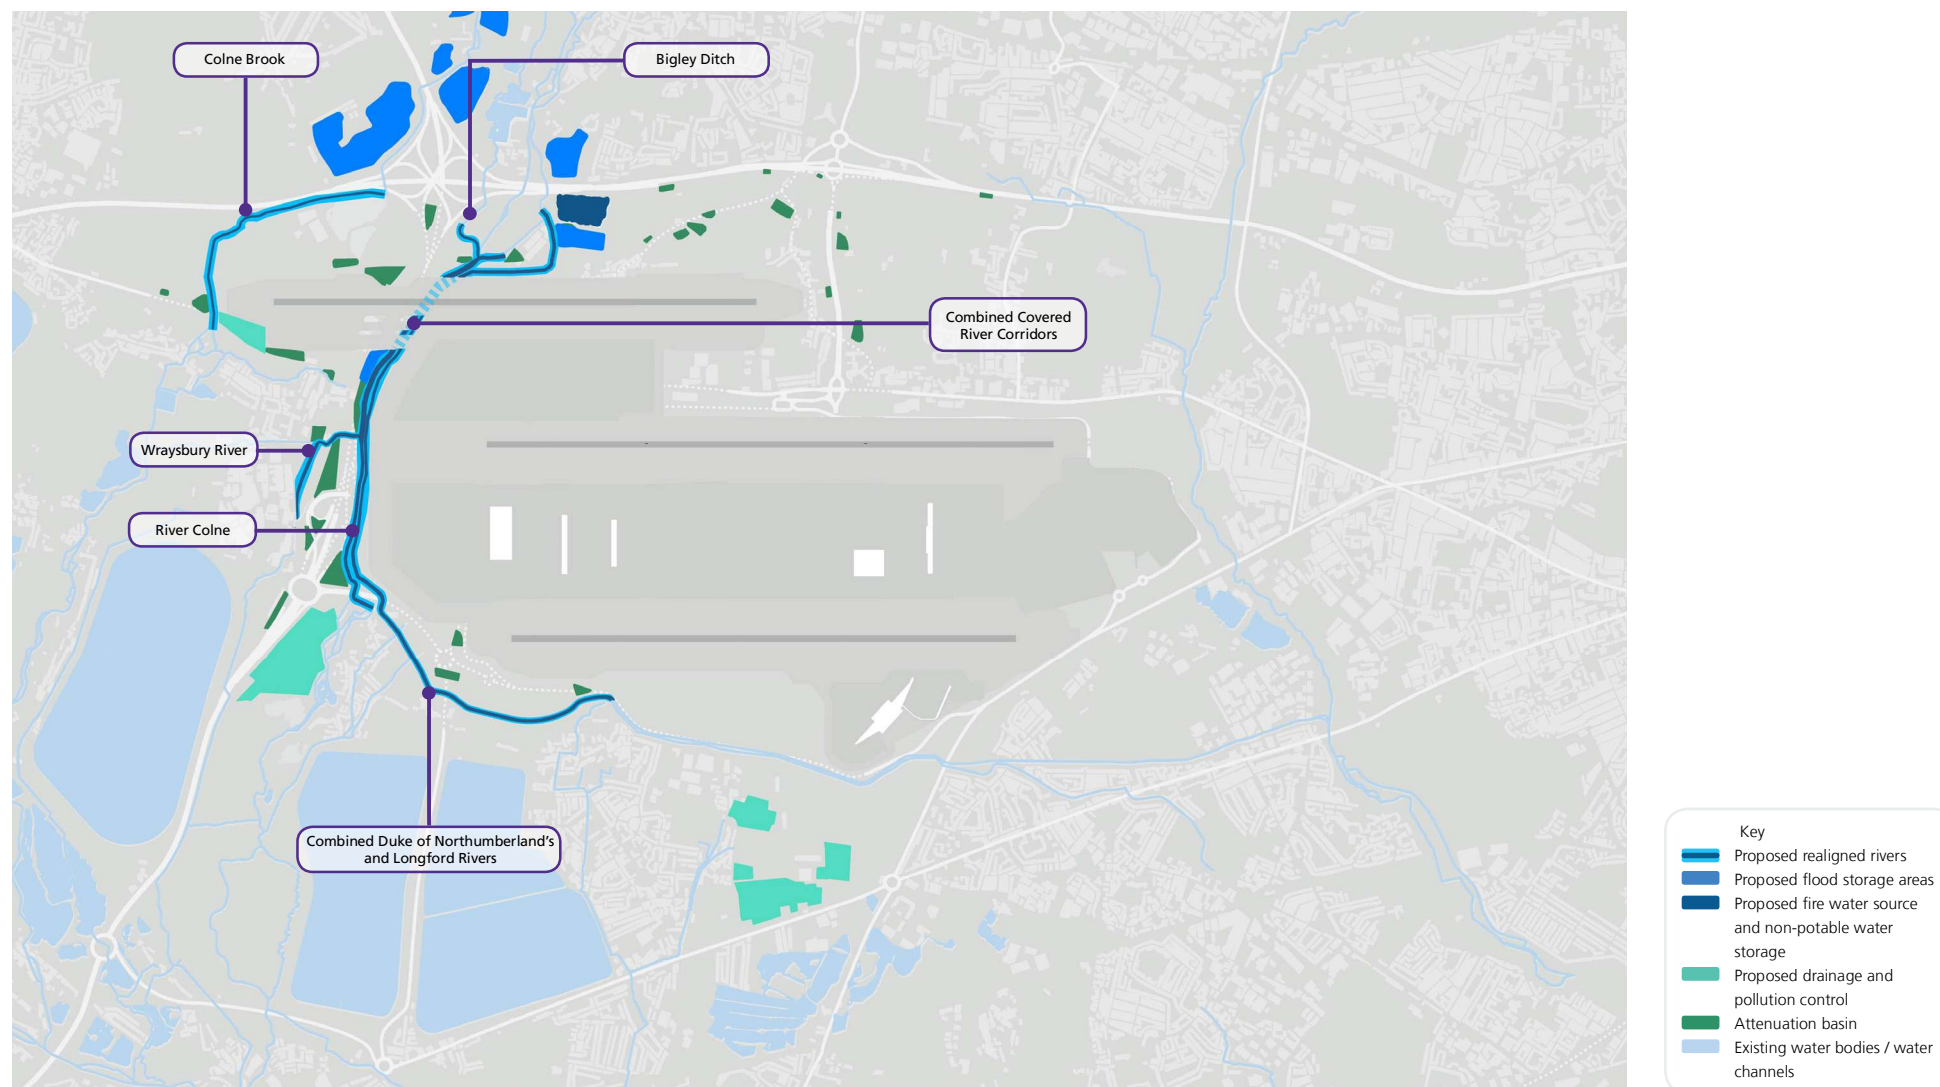 Colne Brook
Bigley Ditch
Combined Covered
River Corridors
Wraysbury River
River Colne
Combined Duke of Northumberland's
and Longford Rivers
Key
Proposed realigned rivers
Proposed flood storage areas
Proposed fire water source
and non-potable water
storage
Proposed drainage and
pollution control
Attenuation basin
Existing water bodies / water
channels